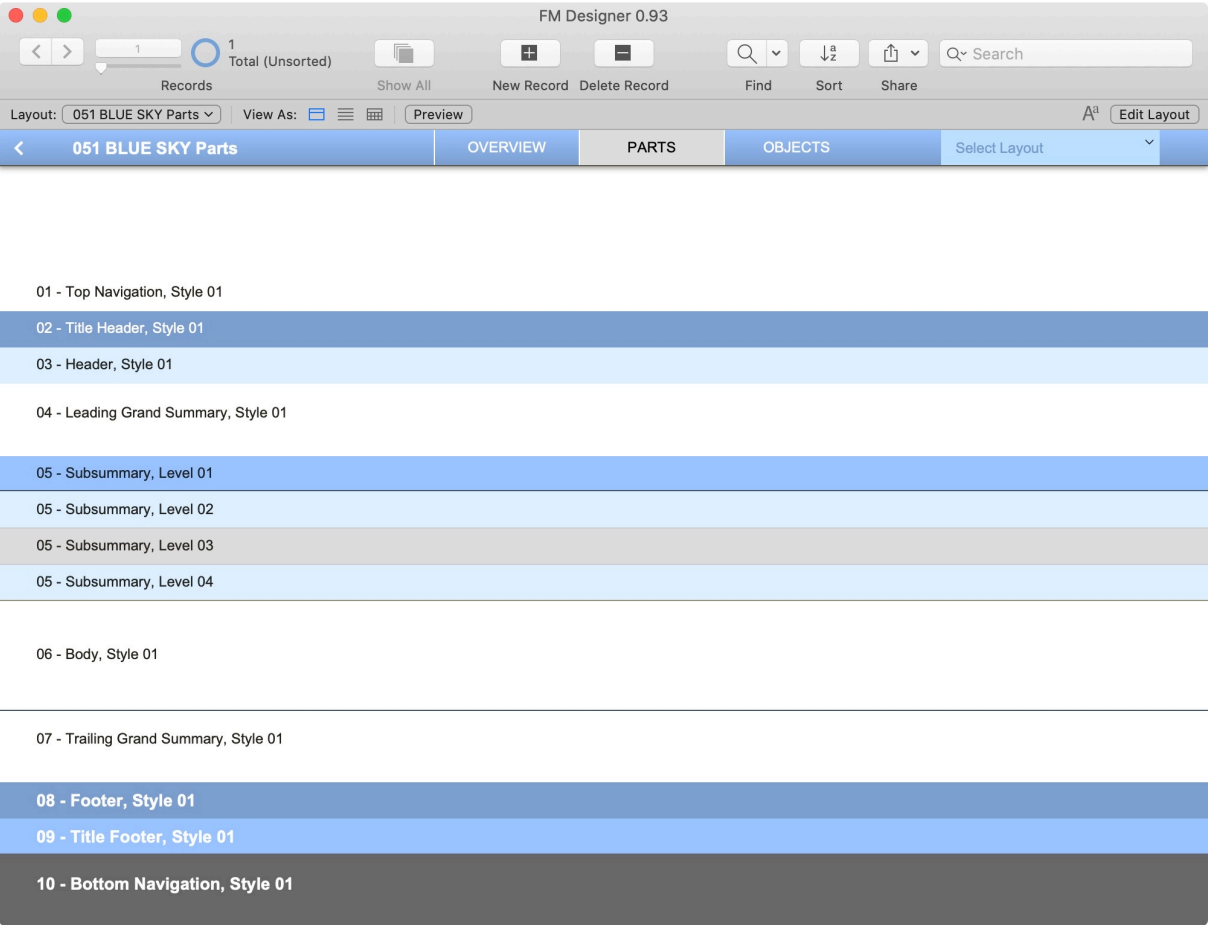 FM Designer 0.93
1
1
Total (Unsorted)
Search
Records
Show All
New Record
Delete Record
Find
Sort
Share
Layout: 051 BLUE SKY Parts
View As:
Preview
Aa
Edit Layout
051 BLUE SKY Parts
OVERVIEW
PARTS
OBJECTS
Select Layout
01 - Top Navigation, Style 01
02 - Title Header, Style 01
03 - Header, Style 01
04 - Leading Grand Summary, Style 01
05 - Subsummary, Level 01
05 - Subsummary, Level 02
05 - Subsummary, Level 03
05 - Subsummary, Level 04
06 - Body, Style 01
07 - Trailing Grand Summary, Style 01
08 - Footer, Style 01
09 - Title Footer, Style 01
10 - Bottom Navigation, Style 01